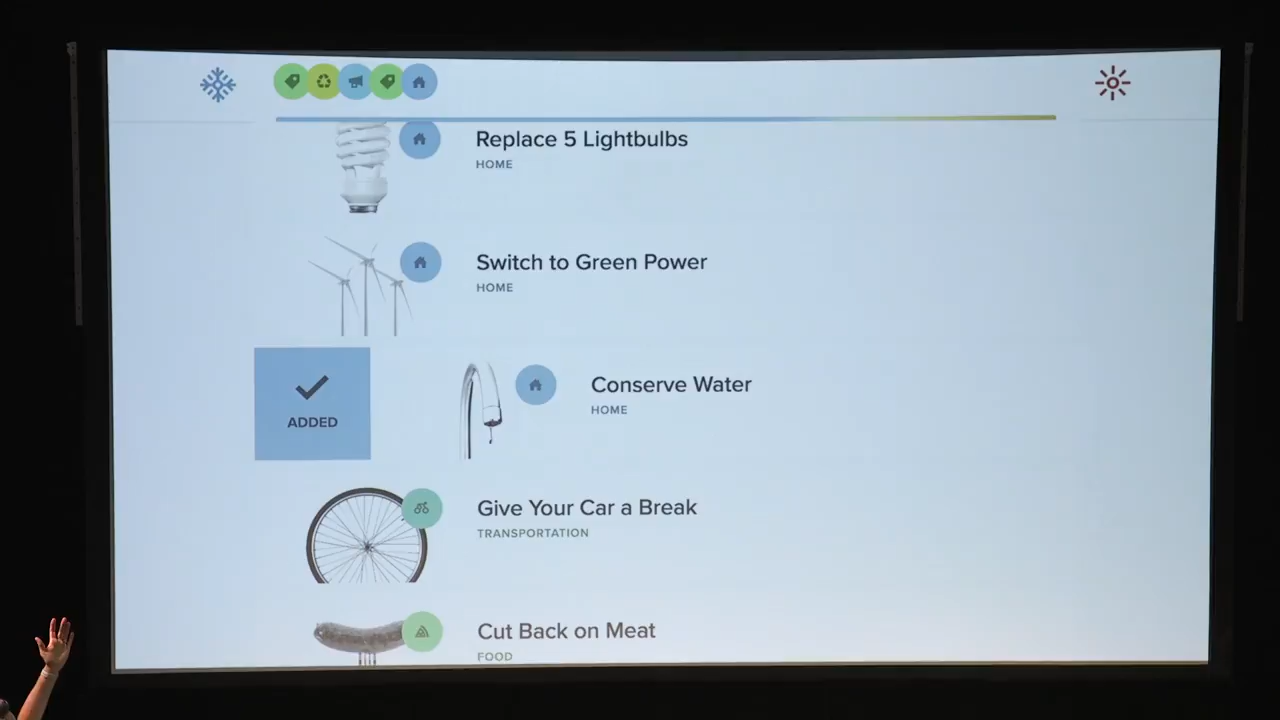 Replace 5 Lightbulbs
HOME
Switch to Green Power
HOME
ADDED
Conserve Water
HOME
Give Your Car a Break
TRANSPORTATION
Cut Back on Meat
FOOD